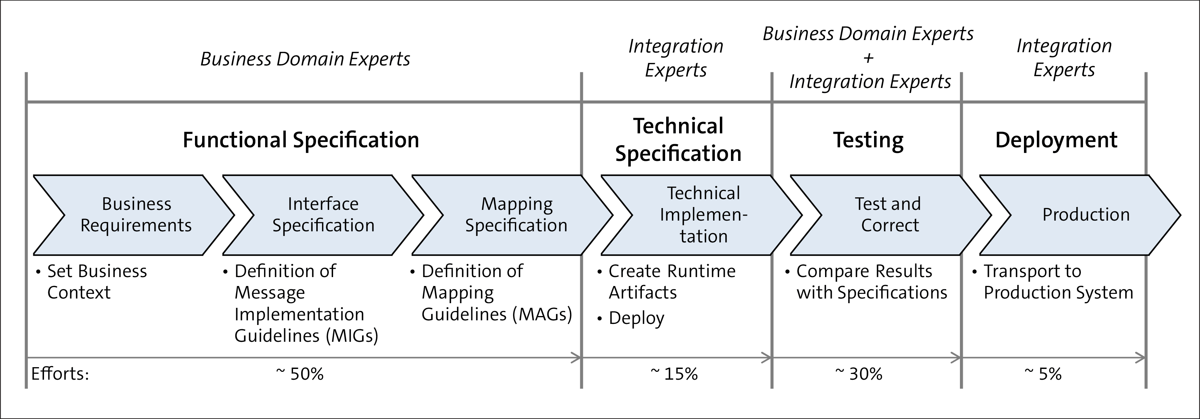 Business Domain Experts
Integration
Experts
Business Domain Experts
+
Integration Experts
Integration
Experts
Functional Specification
Technical
Specification
Testing
Deployment
Business
Requirements
Interface
Specification
Mapping
Specification
Technical
Implemen-
tation
Test and
Correct
Production
• Set Business
Context
• Definition of
Message
Implementation
Guidelines (MIGs)
• Definition of
Mapping
Guidelines (MAGs)
• Create Runtime
Artifacts
• Deploy
• Compare Results
with Specifications
• Transport to
Production System
Efforts:
~ 50%
~ 15%
~ 30%
~ 5%